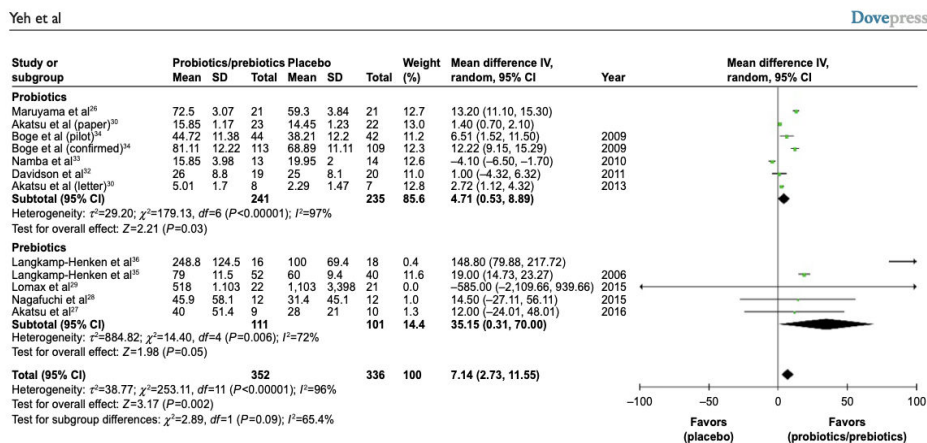 Yeh et al Dovepress
Study or Probiotics/prebiotics Placebo Weight Mean difference IV, Mean difference IV,
subgroup Mean SD Total Mean SD Total (%) random, 95% CI Year random, 95% CI
Probiotics
Maruyama et al26 72.5 3.07 21 59.3 3.84 21 12.7 13.20 (11.10, 15.30)
Akatsu et al (paper)30 15.85 1.17 23 14.45 1.23 22 13.0 1.40 (0.70, 2.10)
Boge et al (pilot)34 44.72 11.38 44 38.21 12.2 42 11.2 6.51 (1.52, 11.50) 2009
Boge et al (confirmed)34 81.11 12.22 113 68.89 11.11 109 12.3 12.22 (9.15, 15.29) 2009
Namba et al33 15.85 3.98 13 19.95 2 14 12.6 −4.10 (−6.50, −1.70) 2010
Davidson et al32 26 8.8 19 25 8.1 20 11.0 1.00 (−4.32, 6.32) 2011
Akatsu et al (letter)30 5.01 1.7 8 2.29 1.47 7 12.8 2.72 (1.12, 4.32) 2013
Subtotal (95% CI) 241 235 85.6 4.71 (0.53, 8.89)
Heterogeneity: τ²=29.20; χ²=179.13, df=6 (P<0.00001); I²=97%
Test for overall effect: Z=2.21 (P=0.03)
Prebiotics
Langkamp-Henken et al36 248.8 124.5 16 100 69.4 18 0.4 148.80 (79.88, 217.72)
Langkamp-Henken et al35 79 11.5 52 60 9.4 40 11.6 19.00 (14.73, 23.27) 2006
Lomax et al29 518 1.103 22 1,103 3,398 21 0.0 −585.00 (−2,109.66, 939.66) 2015
Nagafuchi et al28 45.9 58.1 12 31.4 45.1 12 1.0 14.50 (−27.11, 56.11) 2015
Akatsu et al27 40 51.4 9 28 21 10 1.3 12.00 (−24.01, 48.01) 2016
Subtotal (95% CI) 111 101 14.4 35.15 (0.31, 70.00)
Heterogeneity: τ²=884.82; χ²=14.40, df=4 (P=0.006); I²=72%
Test for overall effect: Z=1.98 (P=0.05)
Total (95% CI) 352 336 100 7.14 (2.73, 11.55)
Heterogeneity: τ²=38.77; χ²=253.11, df=11 (P<0.00001); I²=96%
Test for overall effect: Z=3.17 (P=0.002)
Test for subgroup differences: χ²=2.89, df=1 (P=0.09); I²=65.4%
−100 −50 0 50 100
Favors Favors
(placebo) (probiotics/prebiotics)